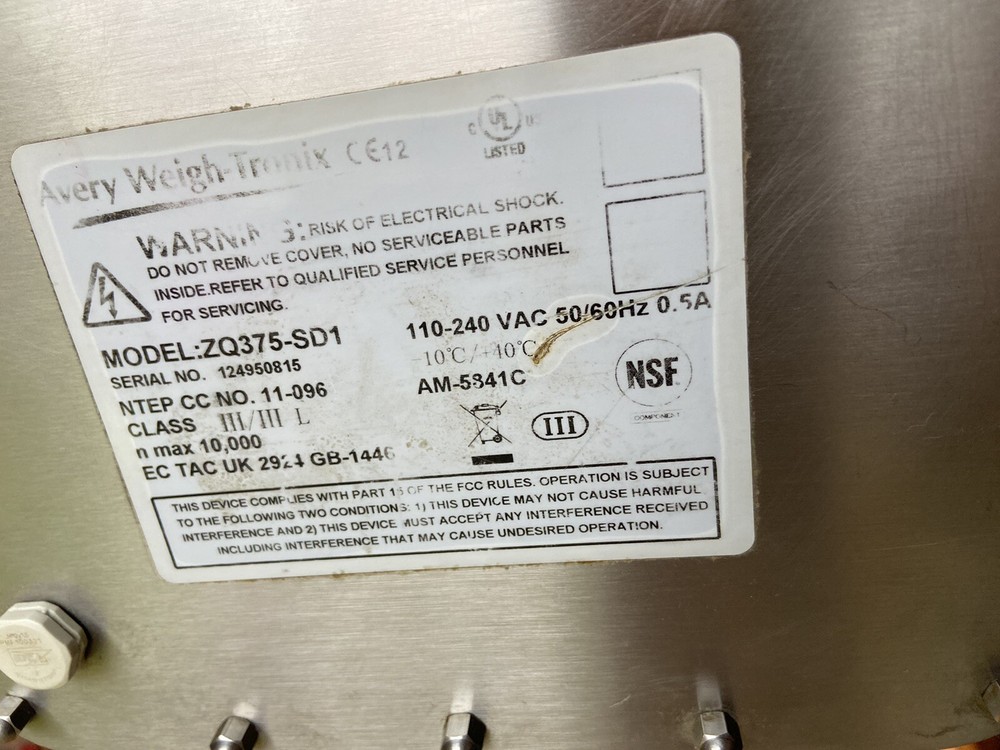 Avery Weigh-Tronix CE12
C UL US
LISTED
WARNING: RISK OF ELECTRICAL SHOCK.
DO NOT REMOVE COVER, NO SERVICEABLE PARTS
INSIDE.REFER TO QUALIFIED SERVICE PERSONNEL
FOR SERVICING.
MODEL:ZQ375-SD1
SERIAL NO. 124950815
NTEP CC NO. 11-096
CLASS III/III L
n max 10,000
EC TAC UK 2924 GB-1446
110-240 VAC 50/60Hz 0.5A
-10°C/+40°C
AM-5841C
NSF
COMPONENT
III
THIS DEVICE COMPLIES WITH PART 15 OF THE FCC RULES. OPERATION IS SUBJECT
TO THE FOLLOWING TWO CONDITIONS: 1) THIS DEVICE MAY NOT CAUSE HARMFUL
INTERFERENCE AND 2) THIS DEVICE MUST ACCEPT ANY INTERFERENCE RECEIVED
INCLUDING INTERFERENCE THAT MAY CAUSE UNDESIRED OPERATION.